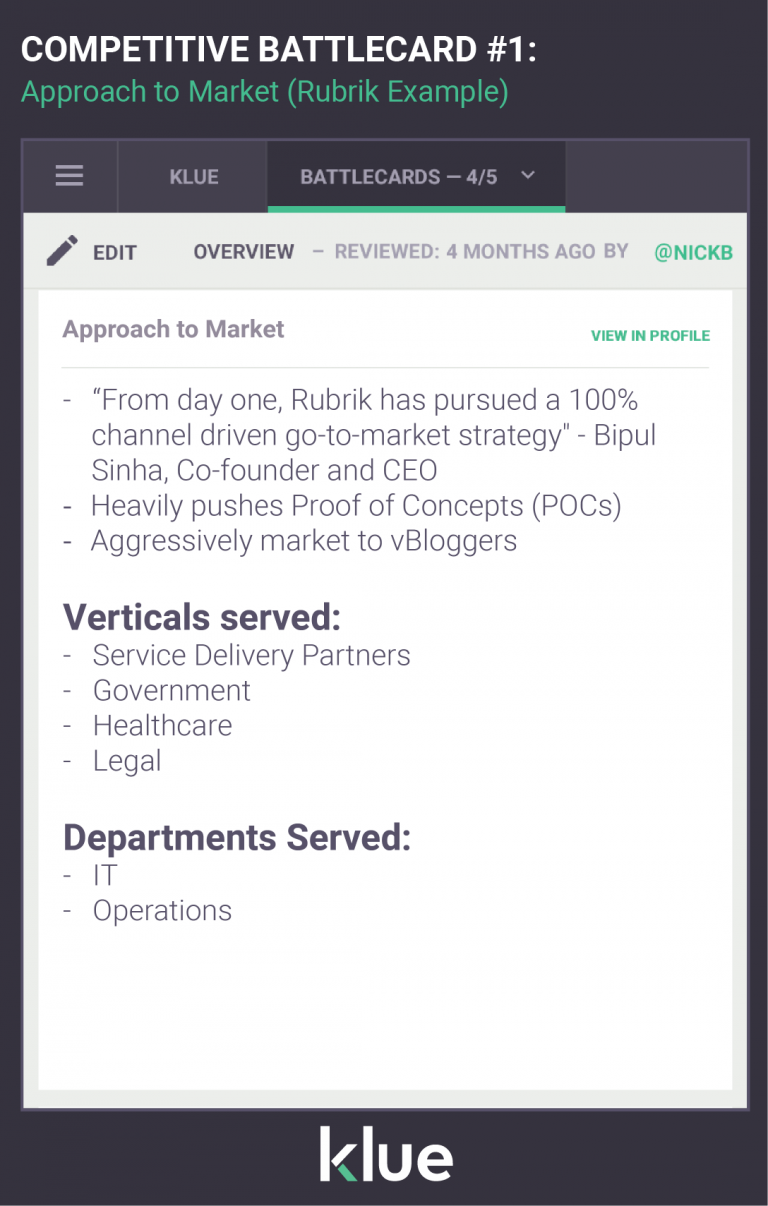 COMPETITIVE BATTLECARD #1:
Approach to Market (Rubrik Example)
KLUE
BATTLECARDS — 4/5
EDIT OVERVIEW – REVIEWED: 4 MONTHS AGO BY @NICKB
Approach to Market
VIEW IN PROFILE
- “From day one, Rubrik has pursued a 100%
channel driven go-to-market strategy" - Bipul
Sinha, Co-founder and CEO
- Heavily pushes Proof of Concepts (POCs)
- Aggressively market to vBloggers
Verticals served:
- Service Delivery Partners
- Government
- Healthcare
- Legal
Departments Served:
- IT
- Operations
klue